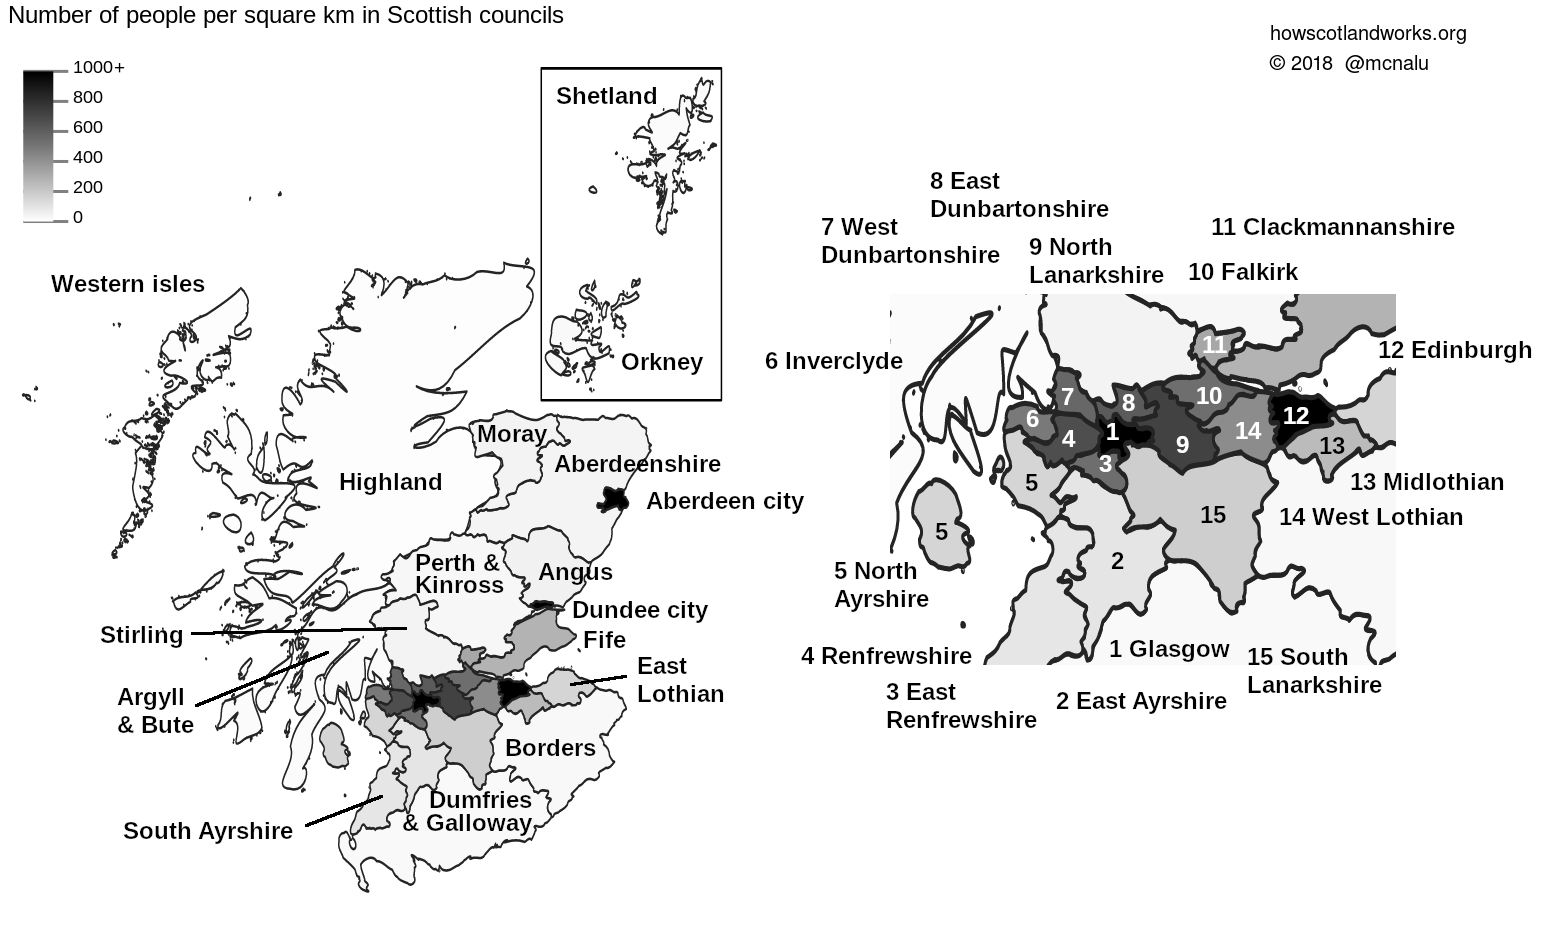 Number of people per square km in Scottish councils
howscotlandworks.org
© 2018 @mcnalu
1000+
800
600
400
200
0
Shetland
Orkney
Western isles
Moray
Aberdeenshire
Highland
Aberdeen city
Perth &
Kinross
Angus
Dundee city
Stirling
Fife
East
Lothian
Argyll
& Bute
Borders
Dumfries
& Galloway
South Ayrshire
8 East
Dunbartonshire
7 West
Dunbartonshire
9 North
Lanarkshire
11 Clackmannanshire
10 Falkirk
6 Inverclyde
12 Edinburgh
11
7
8
10
6
4
1
9
14
12
13
3
5
15
5
2
13 Midlothian
14 West Lothian
5 North
Ayrshire
4 Renfrewshire
1 Glasgow
15 South
Lanarkshire
3 East
Renfrewshire
2 East Ayrshire